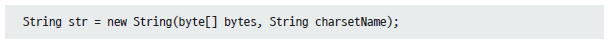 String str = new String(byte[] bytes, String charsetName);